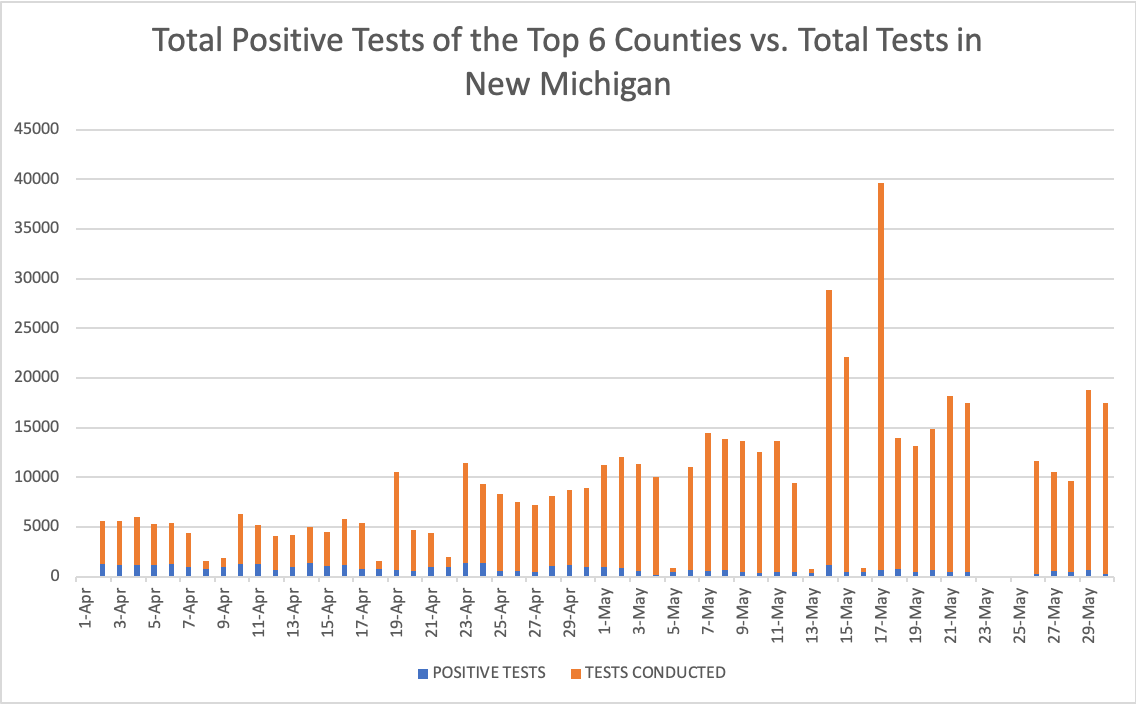 Total Positive Tests of the Top 6 Counties vs. Total Tests in
New Michigan
45000
40000
35000
30000
25000
20000
15000
10000
5000
0
1-Apr
3-Apr
5-Apr
7-Apr
9-Apr
11-Apr
13-Apr
15-Apr
17-Apr
19-Apr
21-Apr
23-Apr
25-Apr
27-Apr
29-Apr
1-May
3-May
5-May
7-May
9-May
11-May
13-May
15-May
17-May
19-May
21-May
23-May
25-May
27-May
29-May
POSITIVE TESTS
TESTS CONDUCTED